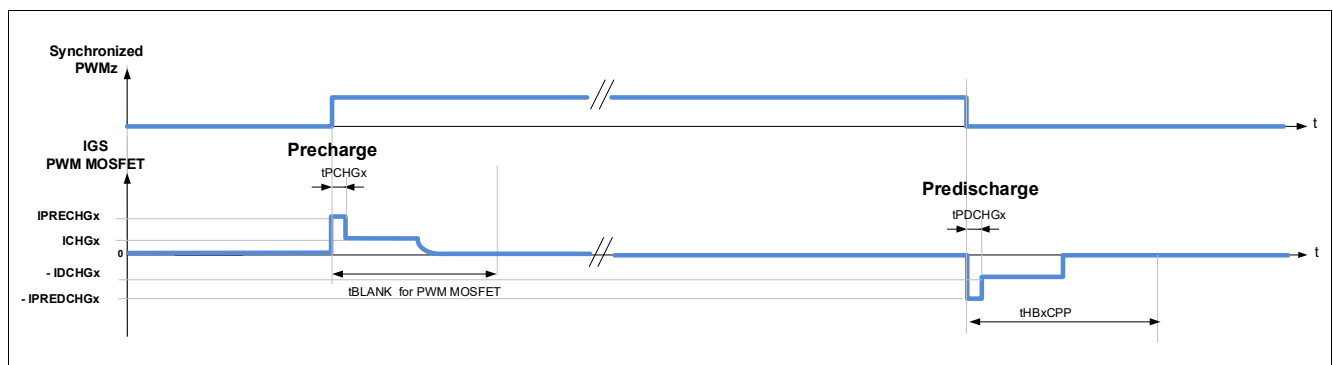 Synchronized
PWMz
t
IGS
PWM MOSFET
Precharge
tPCHGx
Predischarge
tPDCHGx
IPRECHGx
ICHGx
0
t
- IDCHGx
- IPREDCHGx
tBLANK for PWM MOSFET
tHBxCPP